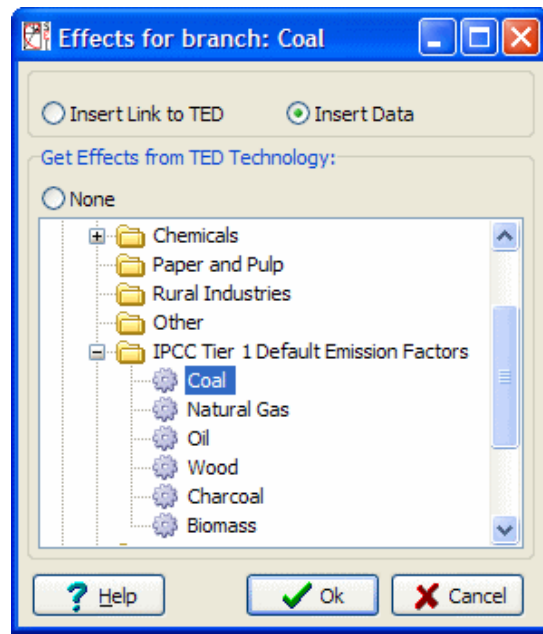 Effects for branch: Coal
Insert Link to TED Insert Data
Get Effects from TED Technology:
None
Chemicals
Paper and Pulp
Rural Industries
Other
IPCC Tier 1 Default Emission Factors
Coal
Natural Gas
Oil
Wood
Charcoal
Biomass
Help Ok Cancel